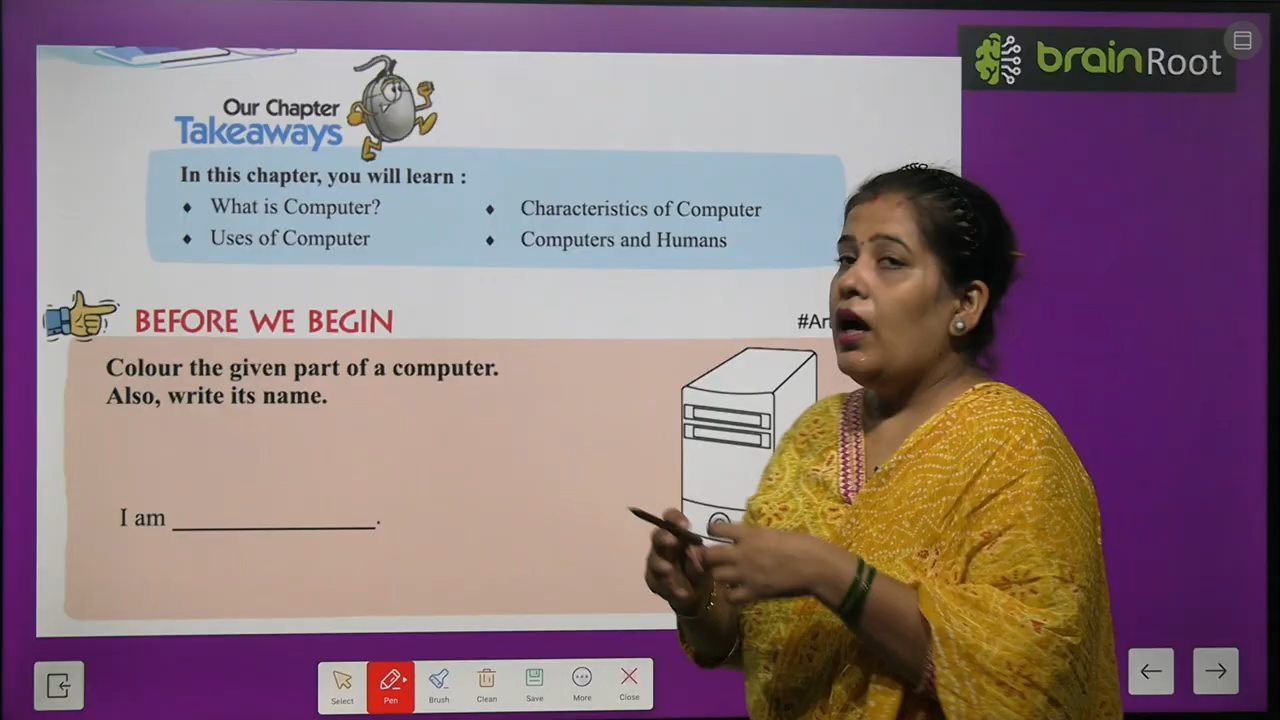 brainRoot
Our Chapter
Takeaways
In this chapter, you will learn :
♦ What is Computer?
♦ Characteristics of Computer
♦ Uses of Computer
♦ Computers and Humans
BEFORE WE BEGIN
Colour the given part of a computer.
Also, write its name.
I am ____________.
Select
Pen
Brush
Clean
Save
More
Close